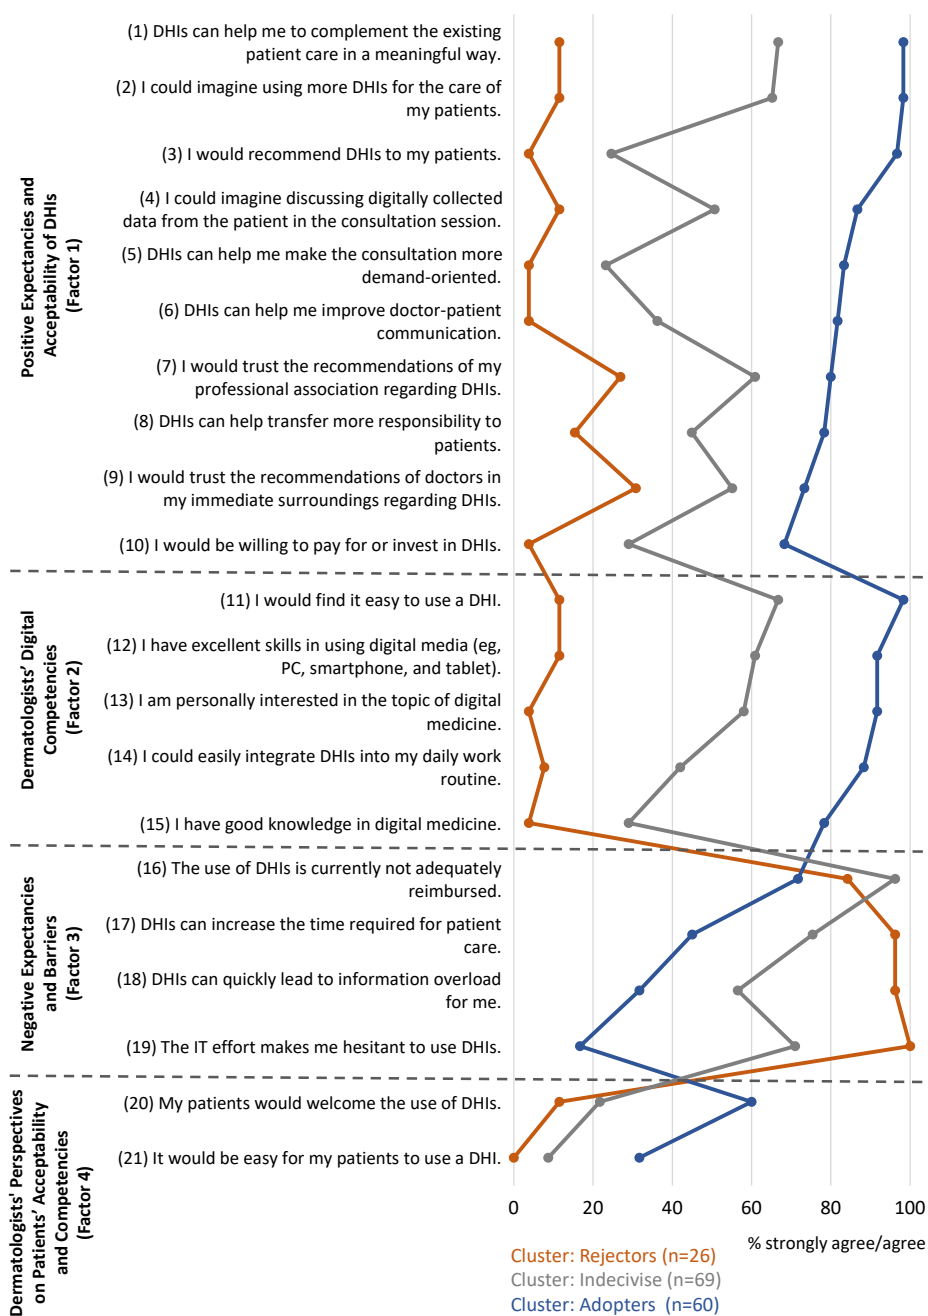 Positive Expectancies and
Acceptability of DHIs
(Factor 1)
(1) DHIs can help me to complement the existing
patient care in a meaningful way.
(2) I could imagine using more DHIs for the care of
my patients.
(3) I would recommend DHIs to my patients.
(4) I could imagine discussing digitally collected
data from the patient in the consultation session.
(5) DHIs can help me make the consultation more
demand-oriented.
(6) DHIs can help me improve doctor-patient
communication.
(7) I would trust the recommendations of my
professional association regarding DHIs.
(8) DHIs can help transfer more responsibility to
patients.
(9) I would trust the recommendations of doctors in
my immediate surroundings regarding DHIs.
(10) I would be willing to pay for or invest in DHIs.
Dermatologists' Digital
Competencies
(Factor 2)
(11) I would find it easy to use a DHI.
(12) I have excellent skills in using digital media (eg,
PC, smartphone, and tablet).
(13) I am personally interested in the topic of digital
medicine.
(14) I could easily integrate DHIs into my daily work
routine.
(15) I have good knowledge in digital medicine.
Negative Expectancies
and Barriers
(Factor 3)
(16) The use of DHIs is currently not adequately
reimbursed.
(17) DHIs can increase the time required for patient
care.
(18) DHIs can quickly lead to information overload
for me.
(19) The IT effort makes me hesitant to use DHIs.
Dermatologists' Perspectives
on Patients' Acceptability
and Competencies
(Factor 4)
(20) My patients would welcome the use of DHIs.
(21) It would be easy for my patients to use a DHI.
0 20 40 60 80 100
% strongly agree/agree
Cluster: Rejectors (n=26)
Cluster: Indecivise (n=69)
Cluster: Adopters (n=60)